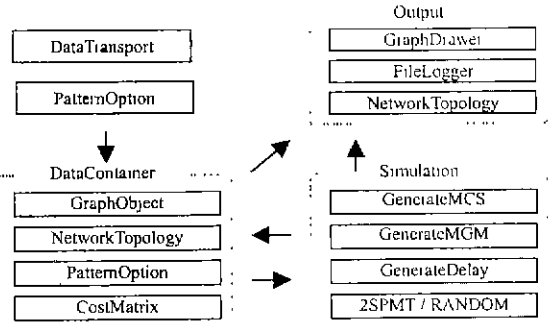 DataTransport
PatternOption
DataContainer
GraphObject
NetworkTopology
PatternOption
CostMatrix
Output
GraphDrawer
FileLogger
NetworkTopology
Simulation
GenerateMCS
GenerateMGM
GenerateDelay
2SPMT / RANDOM